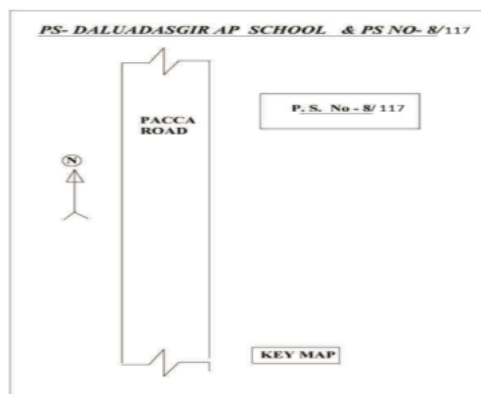 PS- DALUADASGIR AP SCHOOL & PS NO- 8/117
P. S. No - 8/ 117
PACCA
ROAD
N
KEY MAP